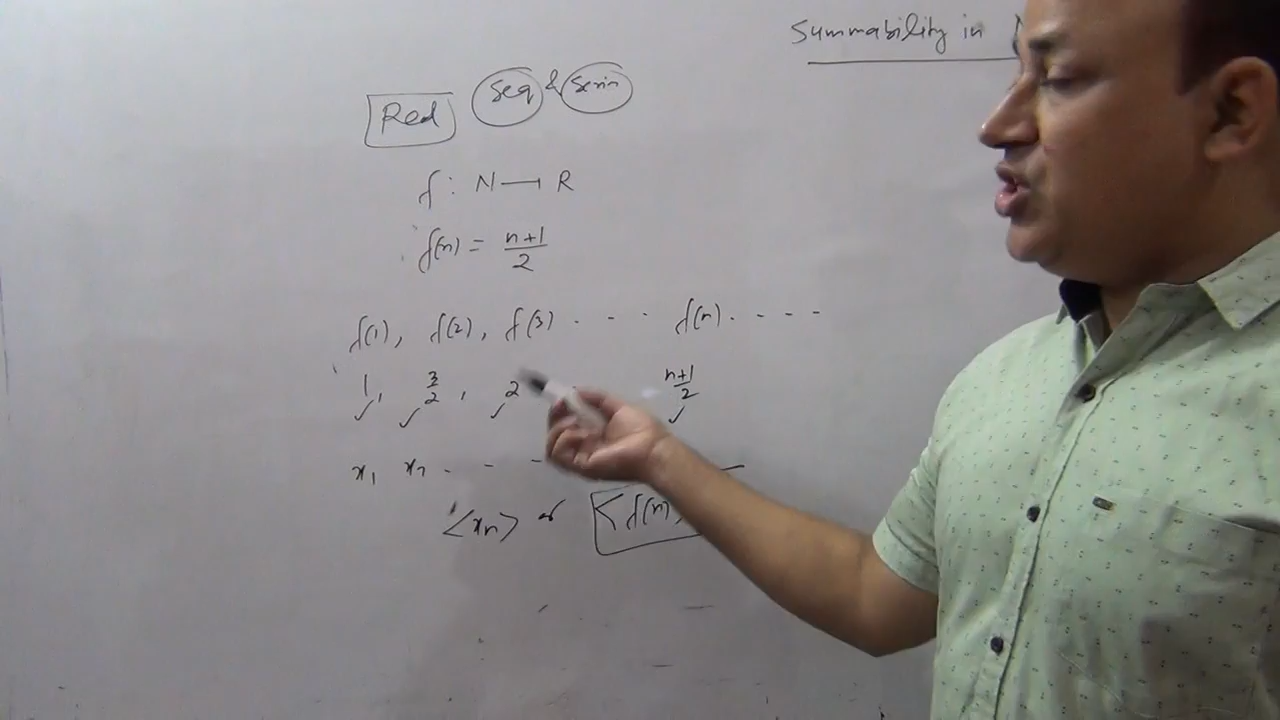 Summability in
Real Seq & Series
f: N → R
f(n) = n+1/2
f(1), f(2), f(3) . - - f(n). - - - -
1, 3/2, 2 n+1/2
x1 x2 - - -
<xn> or <f(n)